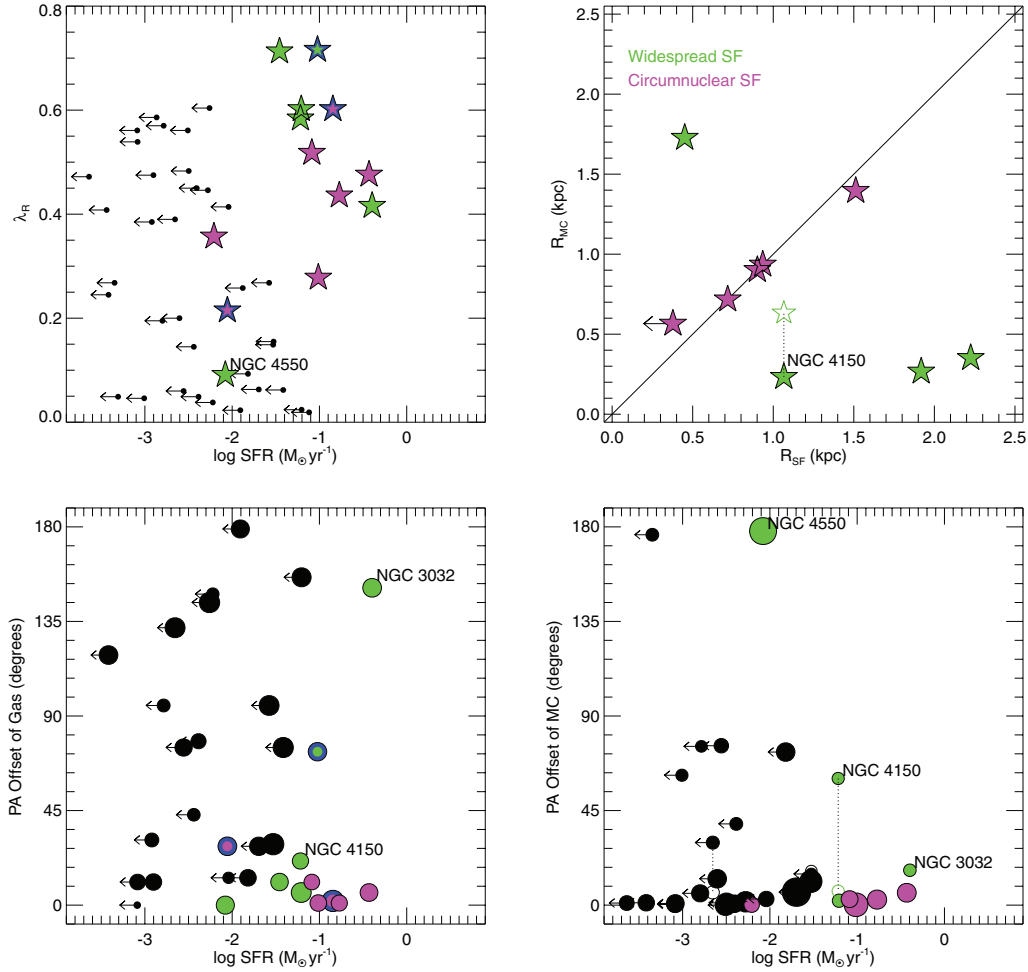 0.8
0.6
0.4
0.2
0.0
λR
NGC 4550
-3 -2 -1 0
log SFR (M⊙ yr-1)
2.5
2.0
1.5
1.0
0.5
0.0
RMC (kpc)
Widespread SF
Circumnuclear SF
NGC 4150
0.0 0.5 1.0 1.5 2.0 2.5
RSF (kpc)
180
135
90
45
0
PA Offset of Gas (degrees)
NGC 3032
NGC 4150
-3 -2 -1 0
log SFR (M⊙ yr-1)
180
135
90
45
0
PA Offset of MC (degrees)
NGC 4550
NGC 4150
NGC 3032
-3 -2 -1 0
log SFR (M⊙ yr-1)